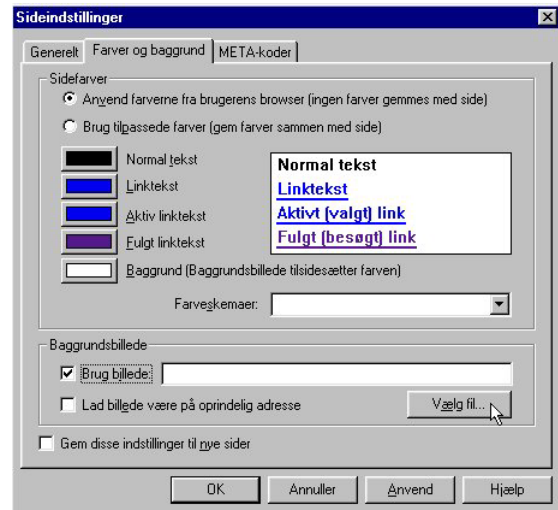 Sideindstillinger
Generelt Farver og baggrund META-koder
Sidefarver
Anvend farverne fra brugerens browser (ingen farver gemmes med side)
Brug tilpassede farver (gem farver sammen med side)
Normal tekst
Linktekst
Aktiv linktekst
Fulgt linktekst
Baggrund (Baggrundsbillede tilsidesætter farven)
Normal tekst
Linktekst
Aktivt (valgt) link
Fulgt (besøgt) link
Farveskemaer:
Baggrundsbillede
Brug billede:
Lad billede være på oprindelig adresse
Vælg fil...
Gem disse indstillinger til nye sider
OK Annuller Anvend Hjælp